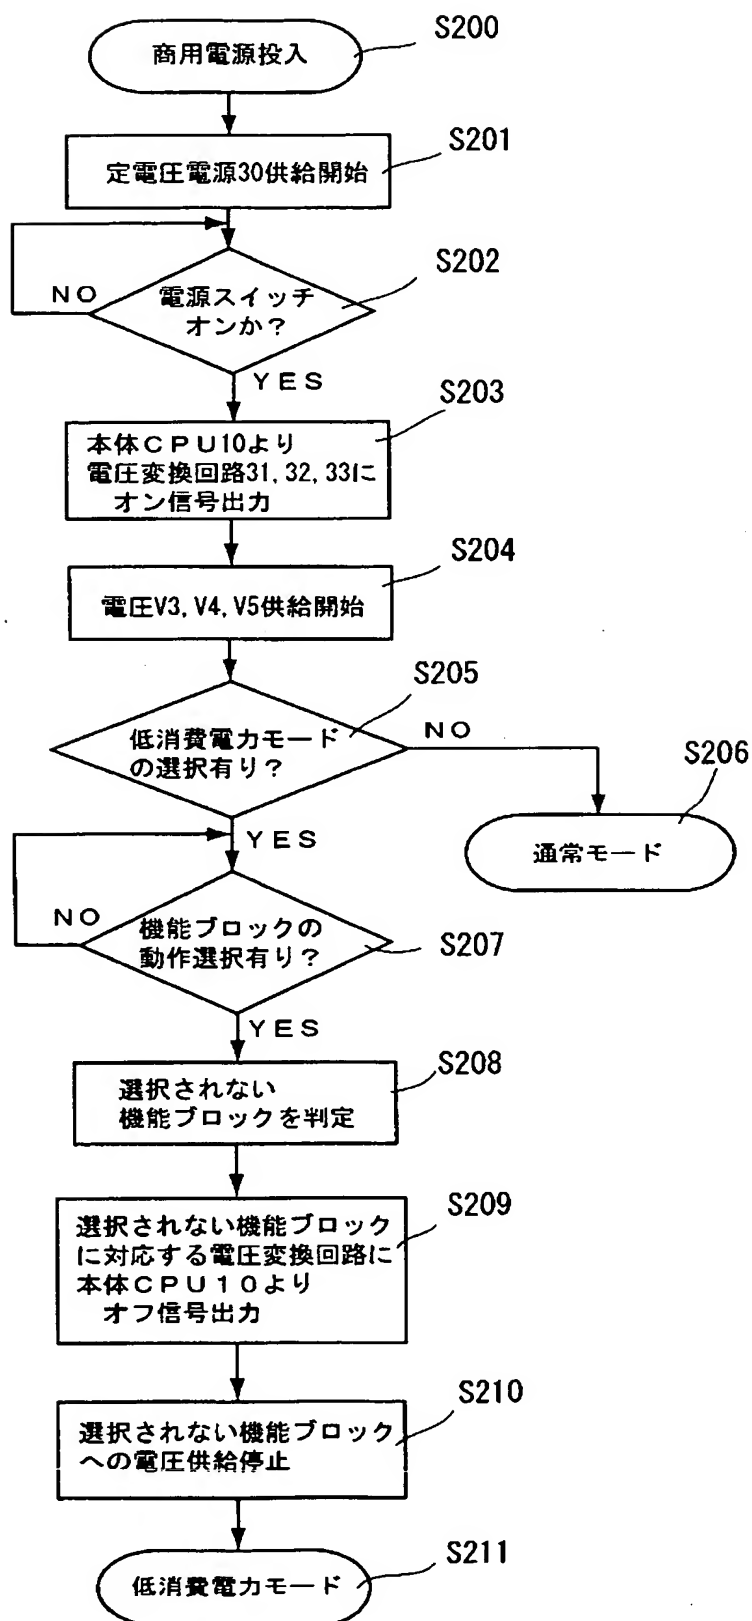 S200
商用電源投入
S201
定電圧電源30供給開始
S202
NO
電源スイッチ
オンか?
YES
S203
本体CPU10より
電圧変換回路31,32,33に
オン信号出力
S204
電圧V3,V4,V5供給開始
S205
低消費電力モード
の選択有り?
NO
S206
YES
通常モード
NO
機能ブロックの
動作選択有り?
S207
YES
S208
選択されない
機能ブロックを判定
S209
選択されない機能ブロック
に対応する電圧変換回路に
本体CPU10より
オフ信号出力
S210
選択されない機能ブロック
への電圧供給停止
S211
低消費電力モード